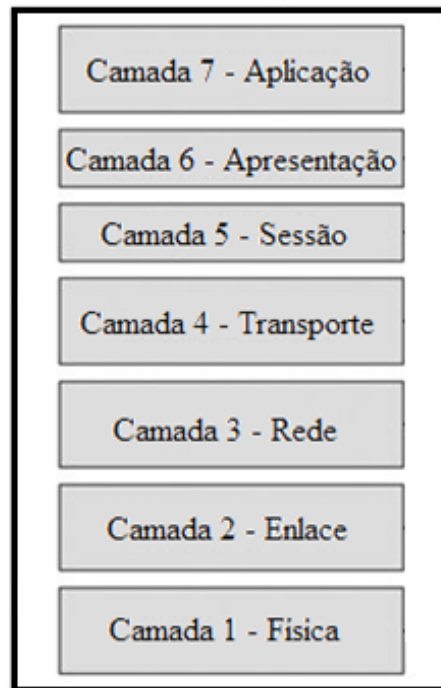 Camada 7 - Aplicação
Camada 6 - Apresentação
Camada 5 - Sessão
Camada 4 - Transporte
Camada 3 - Rede
Camada 2 - Enlace
Camada 1 - Física